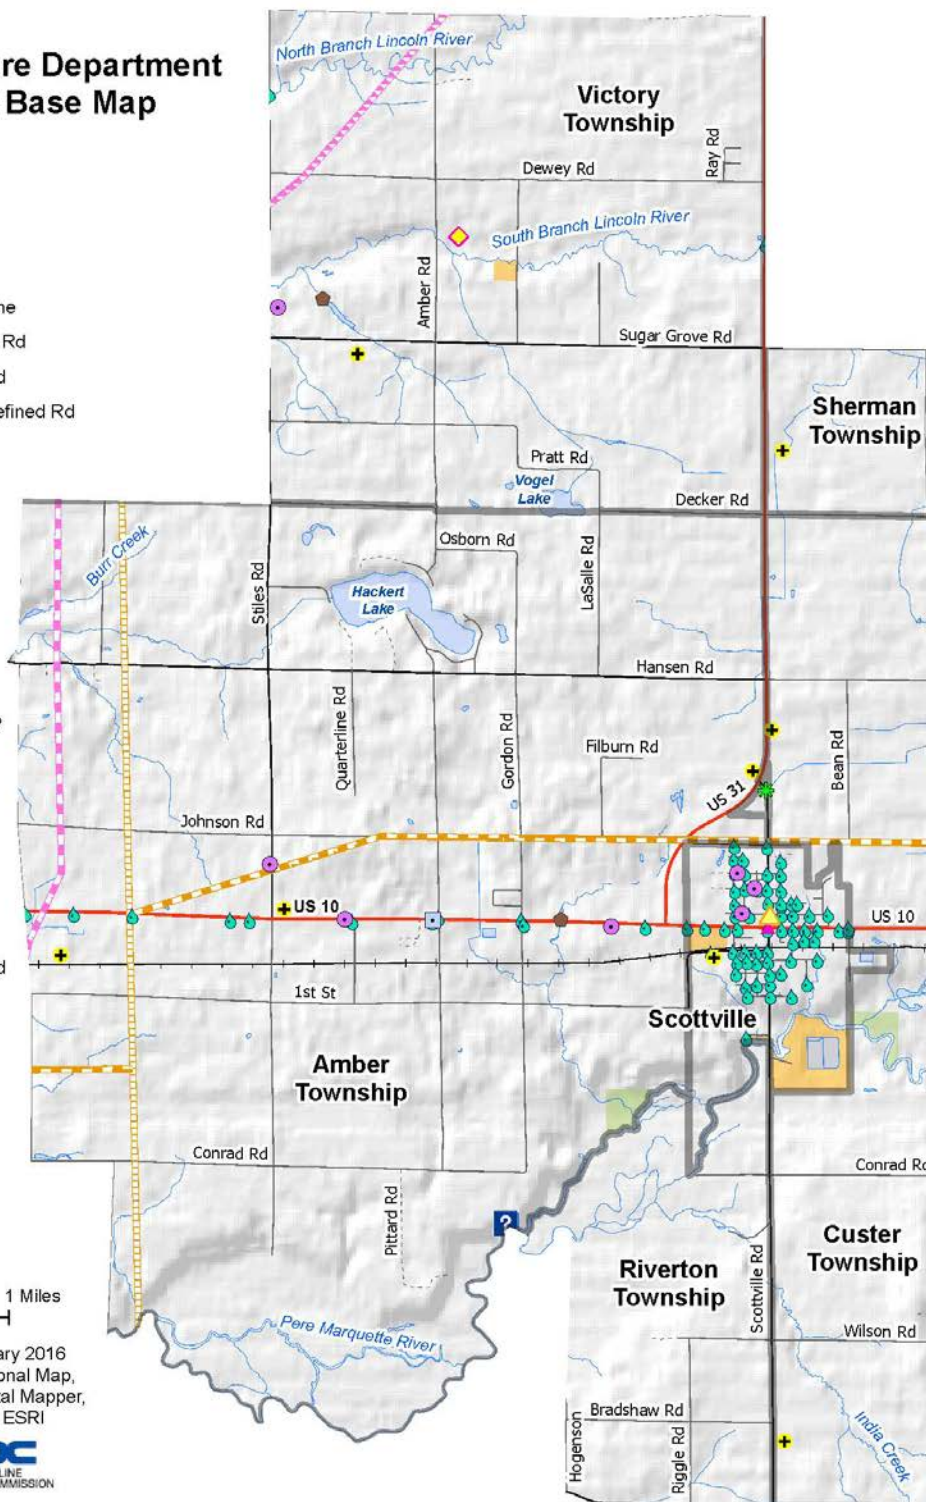 re Department
Base Map
North Branch Lincoln River
Victory
Township
Ray Rd
Dewey Rd
South Branch Lincoln River
Amber Rd
ne
Rd
d
efined Rd
Sugar Grove Rd
Sherman
Township
Pratt Rd
Vogel
Lake
Decker Rd
Burr Creek
Osborn Rd
Stiles Rd
LaSalle Rd
Hackert
Lake
Hansen Rd
Quarterline Rd
Gordon Rd
Filburn Rd
Bean Rd
US 31
Johnson Rd
US 10
US 10
d
1st St
Scottville
Amber
Township
Conrad Rd
Conrad Rd
Pittard Rd
?
Custer
Township
Riverton
Township
Scottville Rd
1 Miles
Pere Marquette River
Wilson Rd
ary 2016
onal Map,
tal Mapper,
ESRI
Bradshaw Rd
Hogenson
Riggle Rd
India Creek
DC
LINE
MMISSION